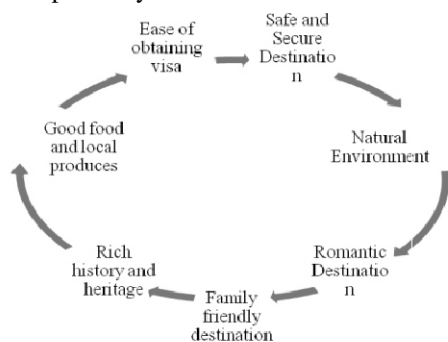 Ease of
obtaining
visa
Safe and
Secure
Destinatio
n
Natural
Environment
Romantic
Destinatio
n
Family
friendly
destination
Rich
history and
heritage
Good food
and local
produces